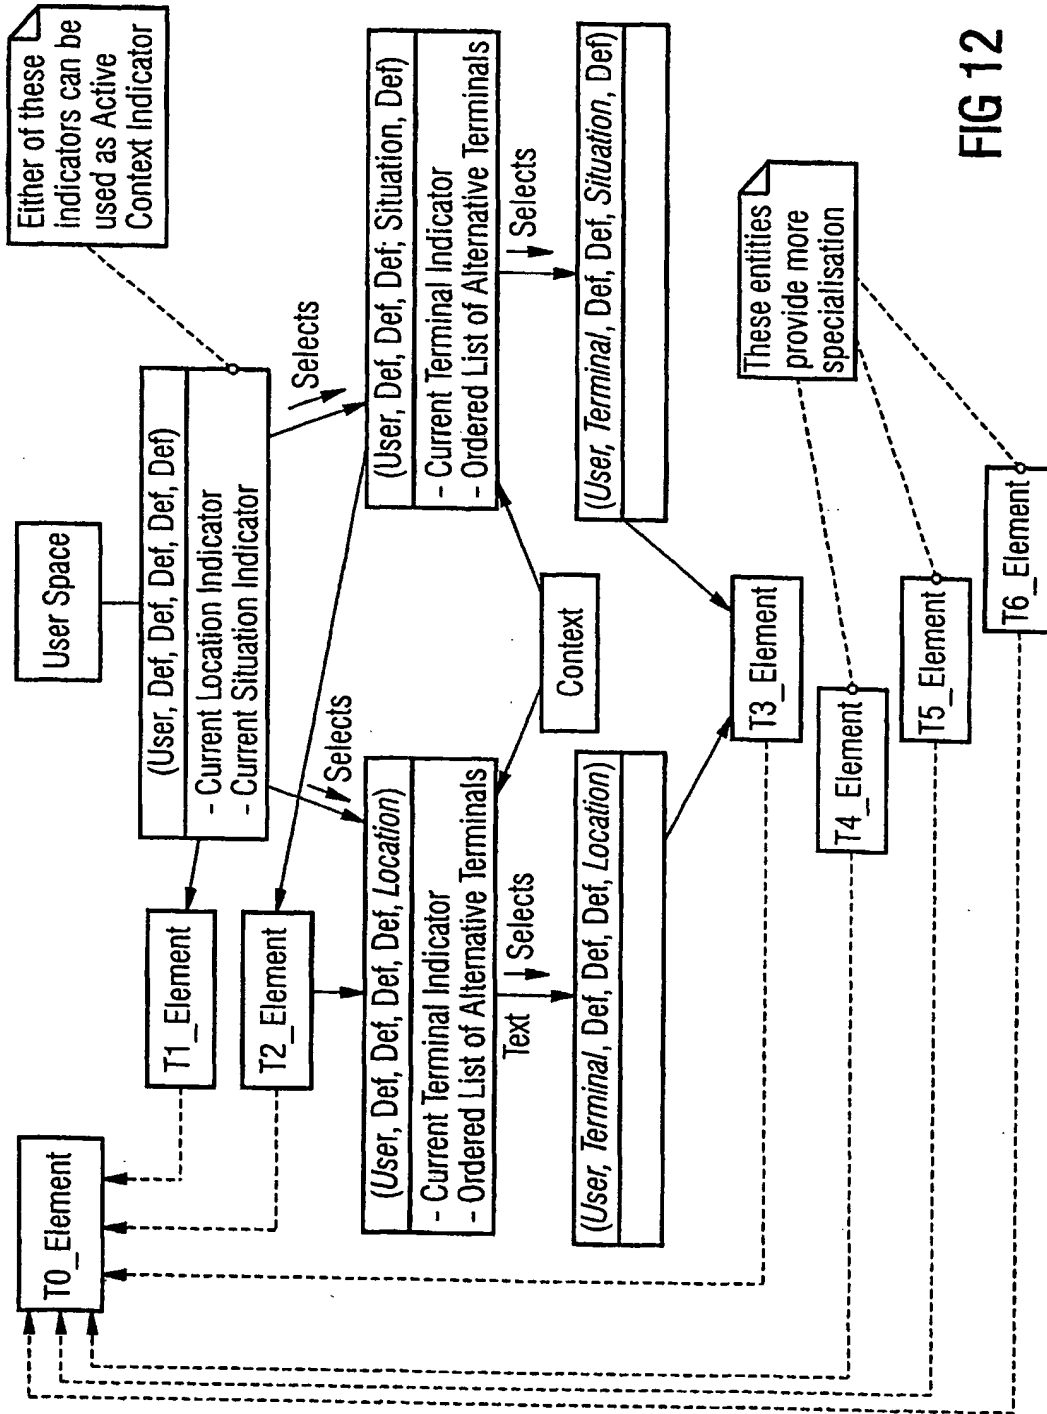 Either of these
indicators can be
used as Active
Context Indicator
User Space
(User, Def, Def, Def, Def, Def)
- Current Location Indicator
- Current Situation Indicator
T1_Element
T0_Element
T2_Element
Selects
Selects
(User, Def, Def, Def, Def, Location)
- Current Terminal Indicator
- Ordered List of Alternative Terminals
(User, Def, Def, Def; Situation, Def)
- Current Terminal Indicator
- Ordered List of Alternative Terminals
Text
Selects
Selects
Context
(User, Terminal, Def, Def, Def, Location)
(User, Terminal, Def, Def, Situation, Def)
T3_Element
These entities
provide more
specialisation
T4_Element
T5_Element
T6_Element
FIG 12